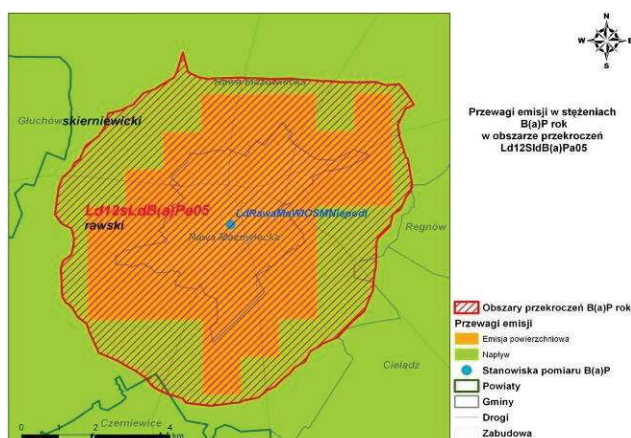 N
W E
S
Przewagi emisji w stężeniach
B(a)P rok
w obszarze przekroczeń
Ld12SldB(a)Pa05
Rawa Mazowiecka
Głuchów
skierniewicki
Ld12sLdB(a)Pa05
LdRawaMaWIOSMNiepodl
rawski
Rawa Mazowiecka
Regnów
Cielądz
Czerniewice
0 1 2 4 km
Obszary przekroczeń B(a)P rok
Przewagi emisji
Emisja powierzchniowa
Napływ
Stanowiska pomiaru B(a)P
Powiaty
Gminy
Drogi
Zabudowa